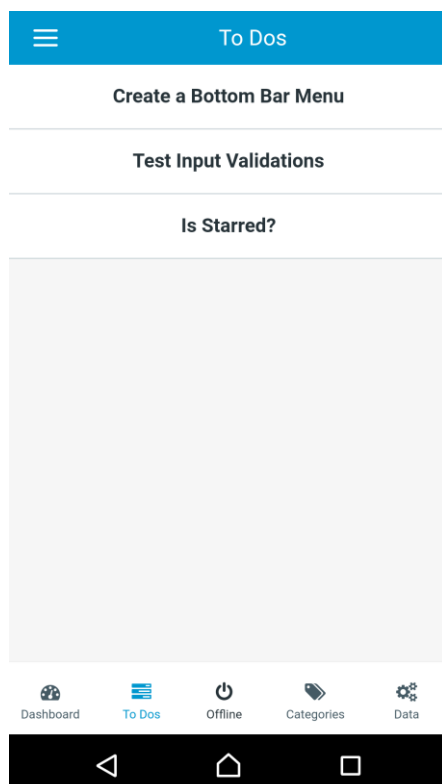 To Dos
Create a Bottom Bar Menu
Test Input Validations
Is Starred?
Dashboard
To Dos
Offline
Categories
Data